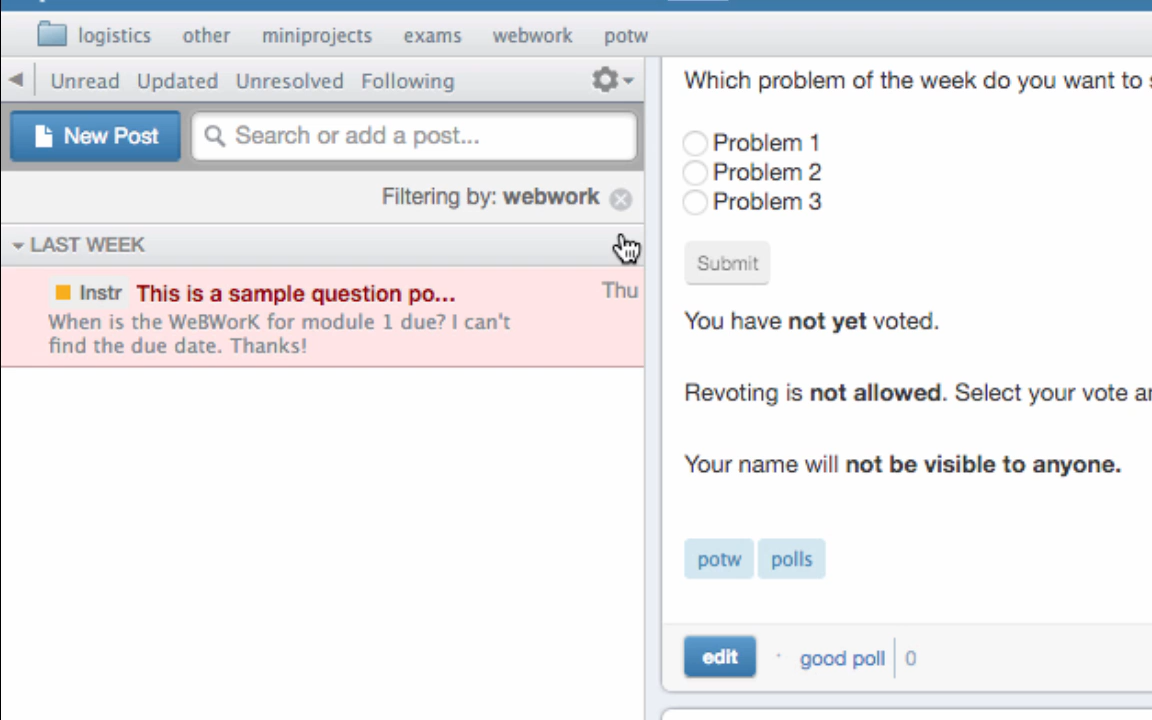 logistics other miniprojects exams webwork potw
Unread Updated Unresolved Following
New Post
Search or add a post...
Filtering by: webwork
LAST WEEK
Instr This is a sample question po... Thu
When is the WeBWorK for module 1 due? I can't
find the due date. Thanks!
Which problem of the week do you want to
Problem 1
Problem 2
Problem 3
Submit
You have not yet voted.
Revoting is not allowed. Select your vote
Your name will not be visible to anyone.
potw polls
edit · good poll 0